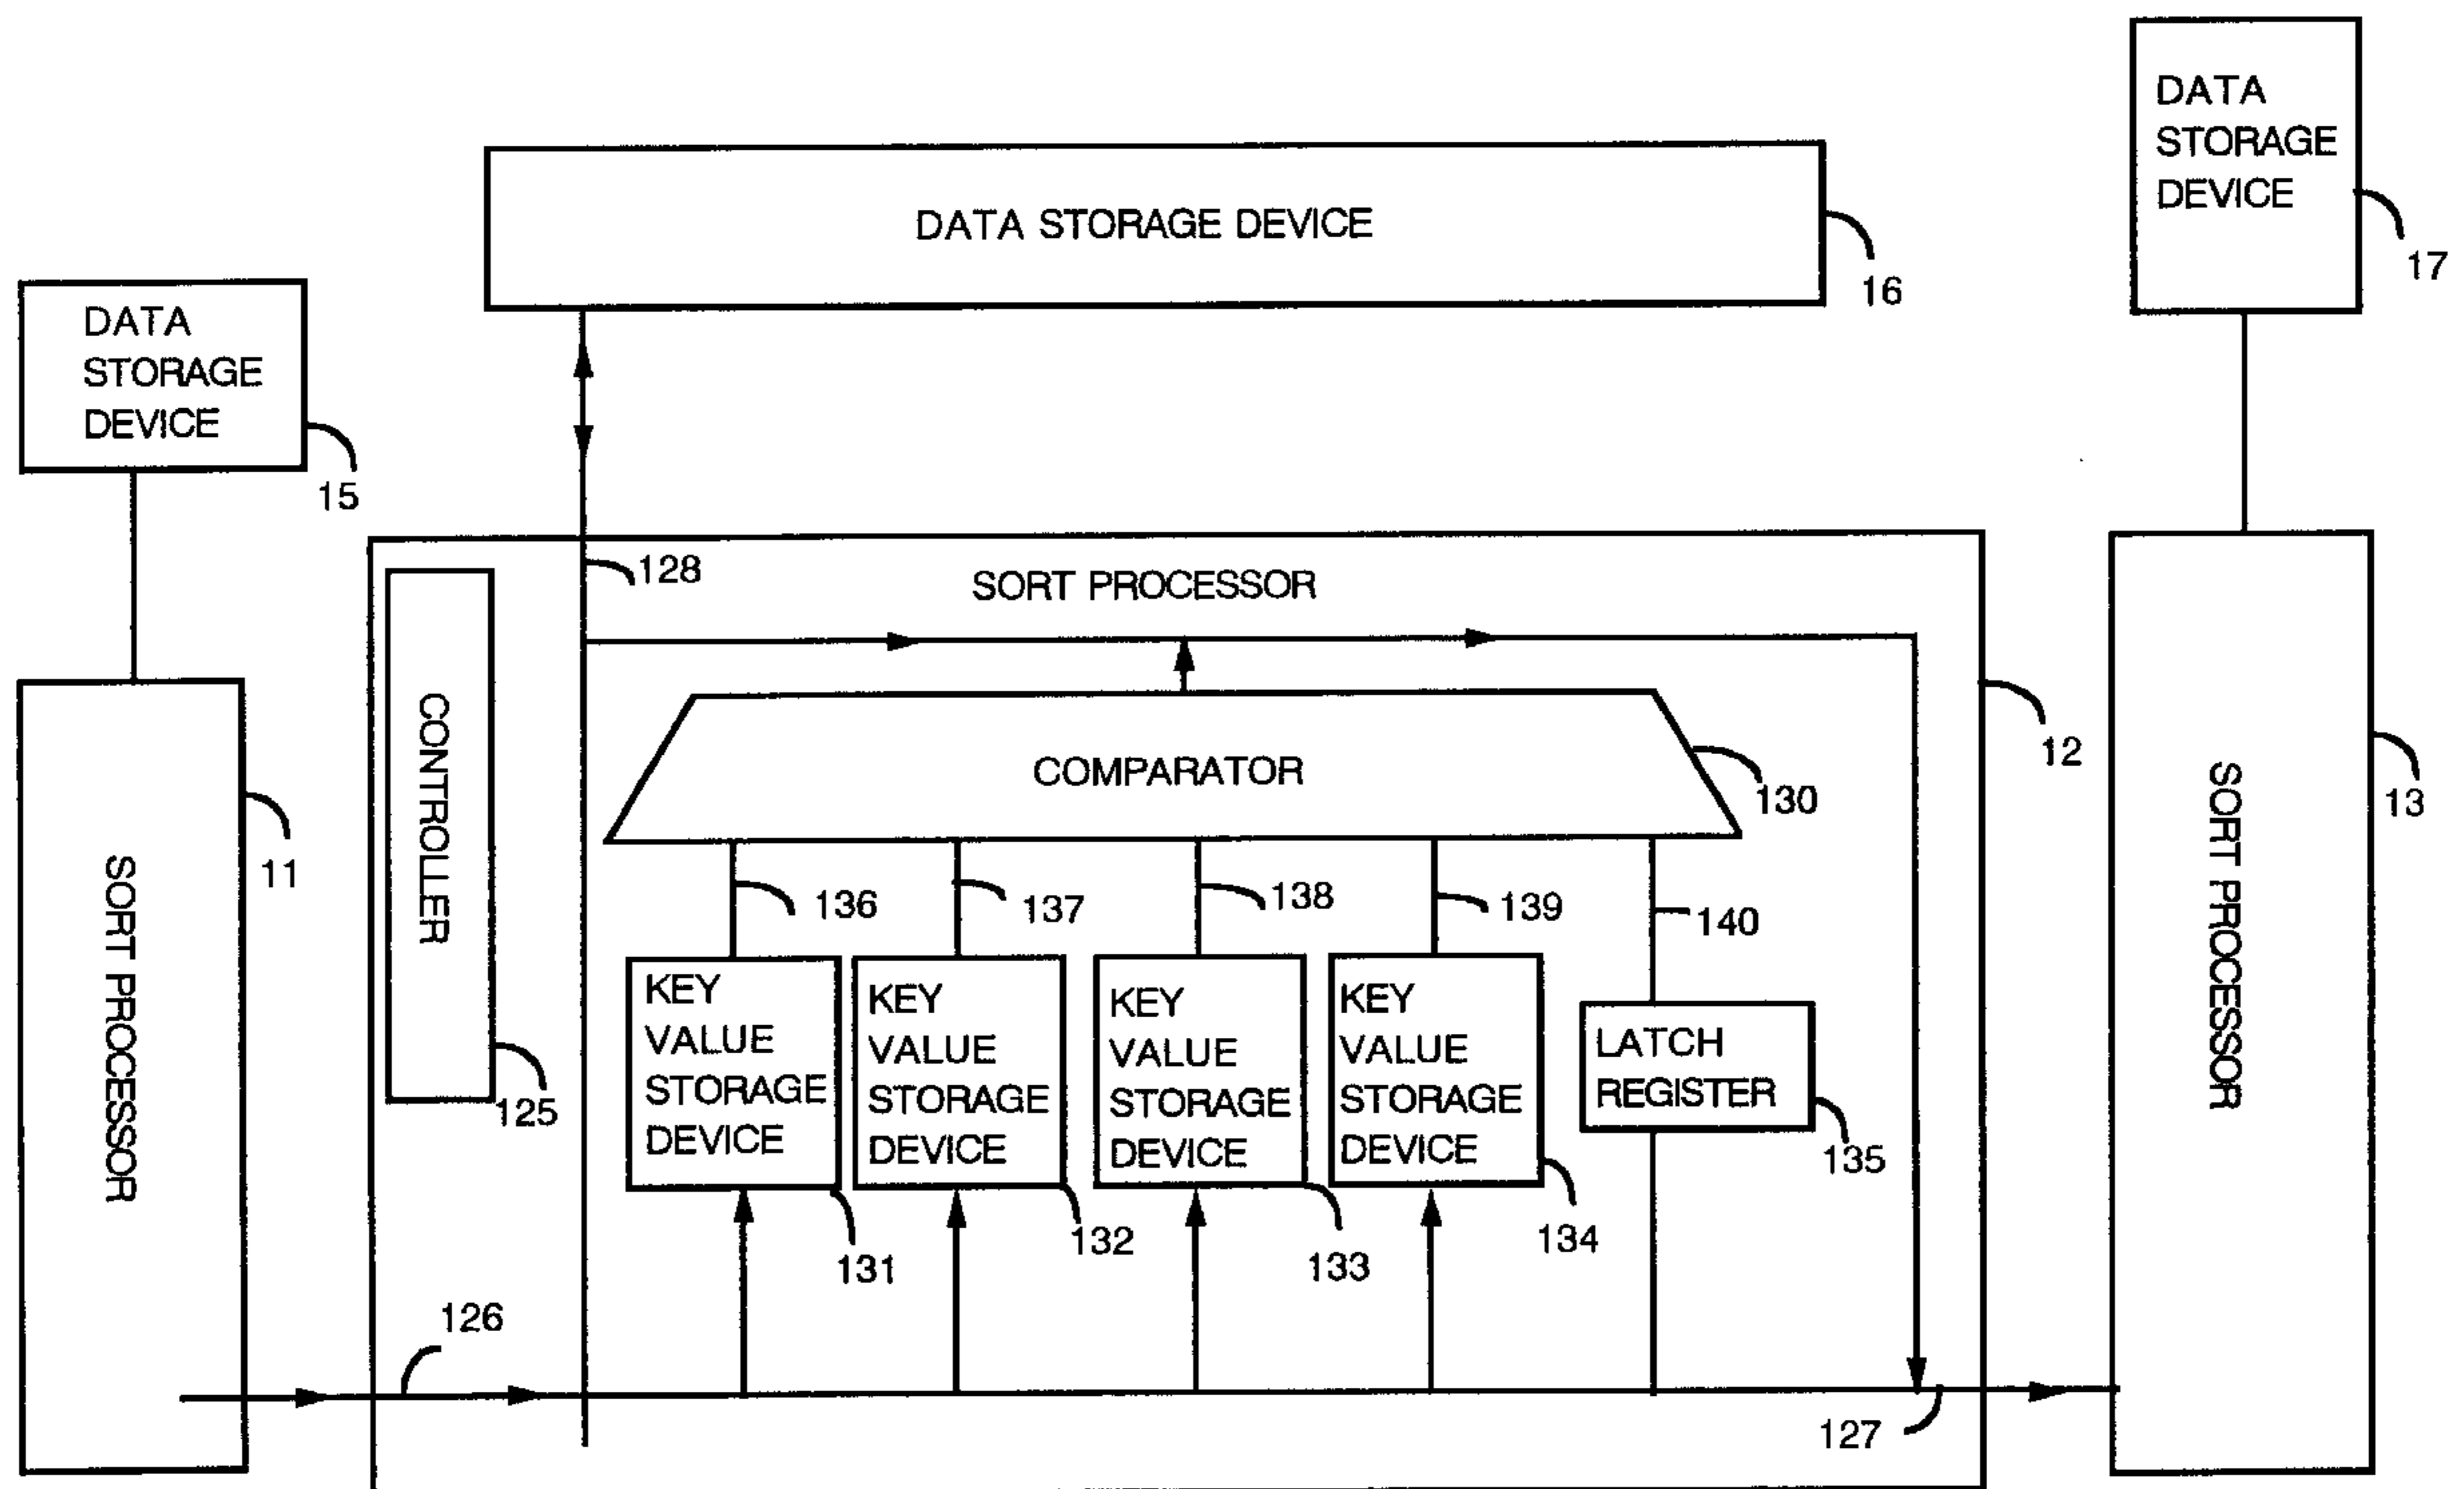 DATA
STORAGE
DEVICE
17
DATA STORAGE DEVICE
16
DATA
STORAGE
DEVICE
15
128
SORT PROCESSOR
12
CONTROLLER
125
COMPARATOR
130
SORT PROCESSOR
11
SORT PROCESSOR
13
136
137
138
139
140
KEY
VALUE
STORAGE
DEVICE
131
KEY
VALUE
STORAGE
DEVICE
132
KEY
VALUE
STORAGE
DEVICE
133
KEY
VALUE
STORAGE
DEVICE
134
LATCH
REGISTER
135
126
127